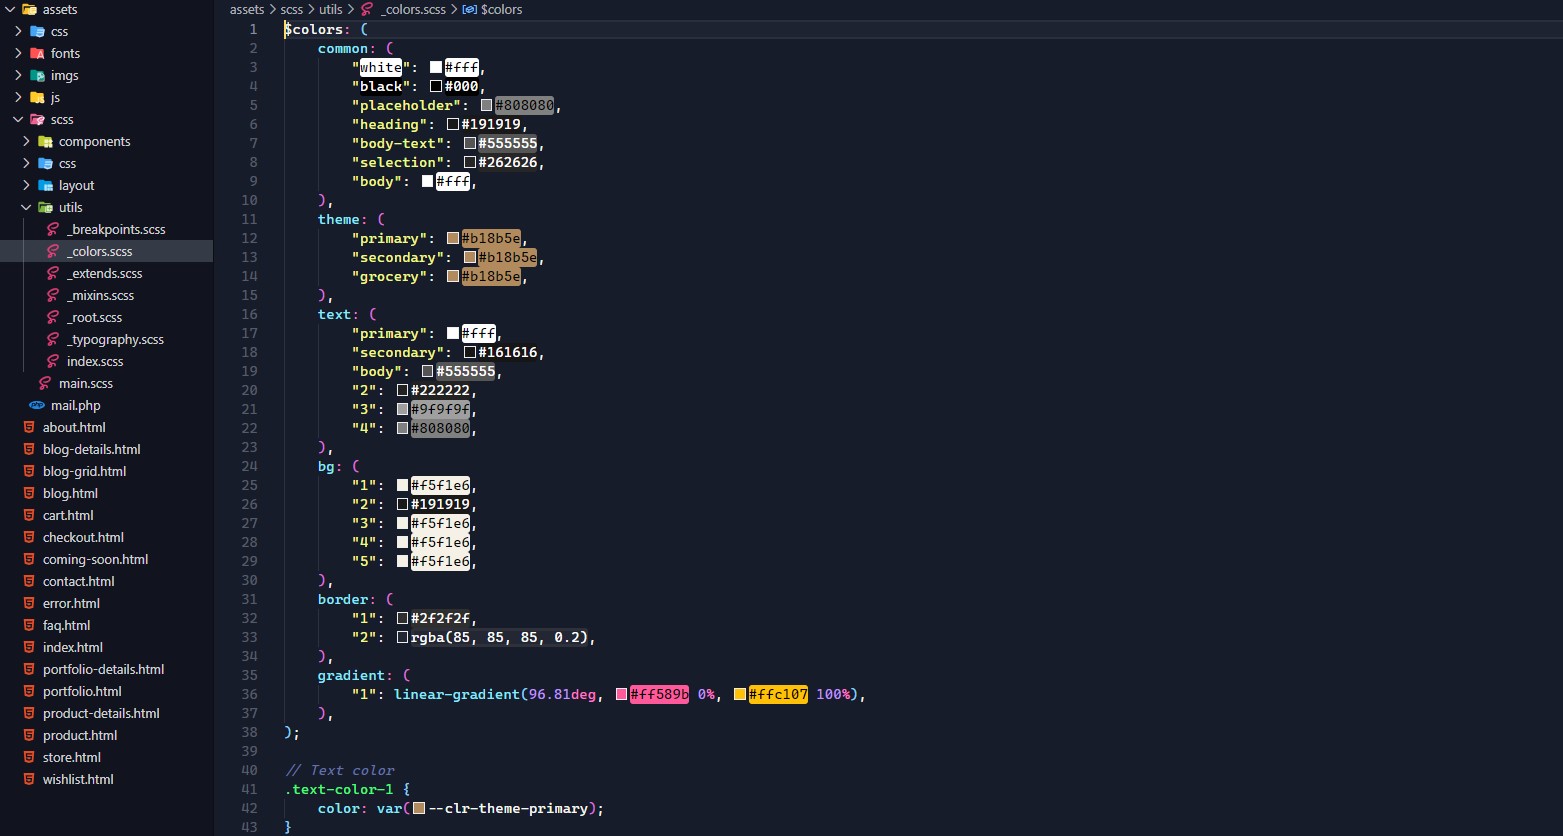 assets
css
fonts
imgs
js
scss
components
css
layout
utils
_breakpoints.scss
_colors.scss
_extends.scss
_mixins.scss
_root.scss
_typography.scss
index.scss
main.scss
mail.php
about.html
blog-details.html
blog-grid.html
blog.html
cart.html
checkout.html
coming-soon.html
contact.html
error.html
faq.html
index.html
portfolio-details.html
portfolio.html
product-details.html
product.html
store.html
wishlist.html
assets > scss > utils > _colors.scss > $colors
1 $colors: (
2 common: (
3 "white": #fff,
4 "black": #000,
5 "placeholder": #808080,
6 "heading": #191919,
7 "body-text": #555555,
8 "selection": #262626,
9 "body": #fff,
10 ),
11 theme: (
12 "primary": #b18b5e,
13 "secondary": #b18b5e,
14 "grocery": #b18b5e,
15 ),
16 text: (
17 "primary": #fff,
18 "secondary": #161616,
19 "body": #555555,
20 "2": #222222,
21 "3": #9f9f9f,
22 "4": #808080,
23 ),
24 bg: (
25 "1": #f5f1e6,
26 "2": #191919,
27 "3": #f5f1e6,
28 "4": #f5f1e6,
29 "5": #f5f1e6,
30 ),
31 border: (
32 "1": #2f2f2f,
33 "2": rgba(85, 85, 85, 0.2),
34 ),
35 gradient: (
36 "1": linear-gradient(96.81deg, #ff589b 0%, #ffc107 100%),
37 ),
38 );
39
40 // Text color
41 .text-color-1 {
42 color: var(--clr-theme-primary);
43 }